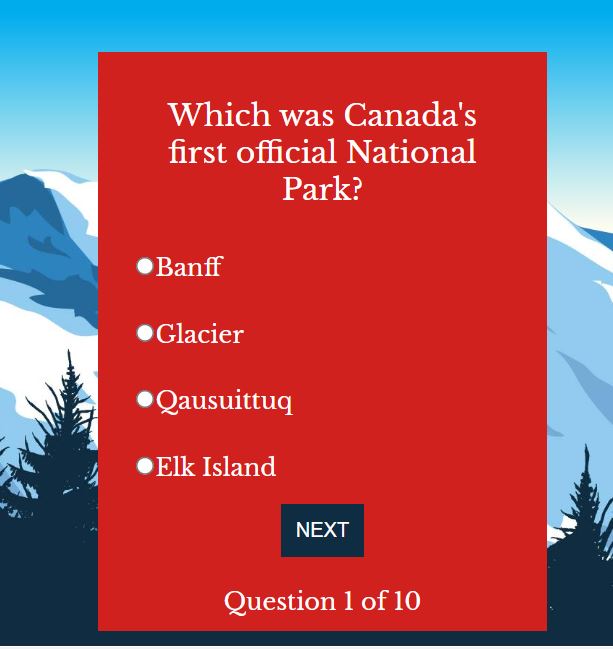 Which was Canada's
first official National
Park?
Banff
Glacier
Qausuittuq
Elk Island
NEXT
Question 1 of 10